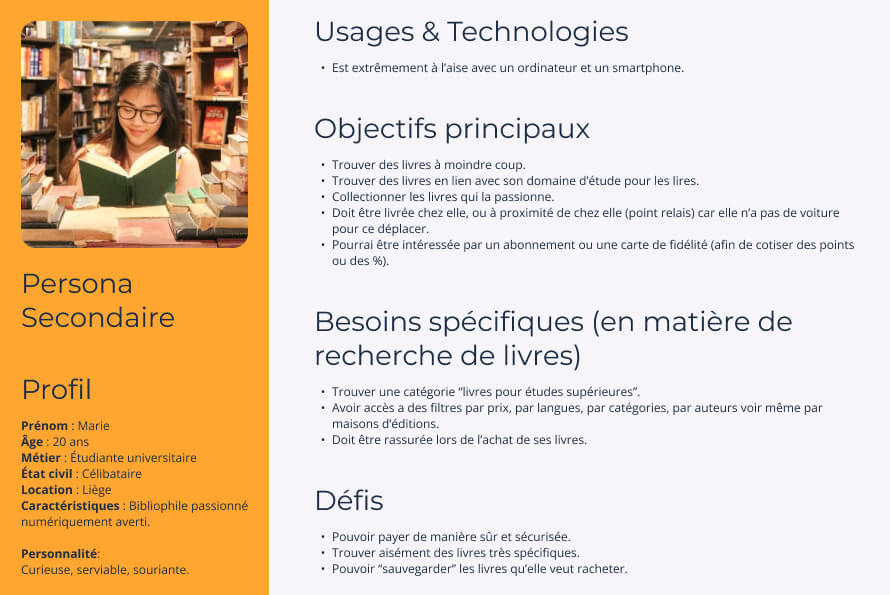 Persona
Secondaire
Profil
Prénom : Marie
Âge : 20 ans
Métier : Étudiante universitaire
État civil : Célibataire
Location : Liège
Caractéristiques : Bibliophile passionné
numériquement averti.
Personnalité:
Curieuse, serviable, souriante.
Usages & Technologies
• Est extrêmement à l’aise avec un ordinateur et un smartphone.
Objectifs principaux
• Trouver des livres à moindre coup.
• Trouver des livres en lien avec son domaine d’étude pour les lires.
• Collectionner les livres qui la passionne.
• Doit être livrée chez elle, ou à proximité de chez elle (point relais) car elle n’a pas de voiture
pour ce déplacer.
• Pourrai être intéressée par un abonnement ou une carte de fidélité (afin de cotiser des points
ou des %).
Besoins spécifiques (en matière de
recherche de livres)
• Trouver une catégorie “livres pour études supérieures”.
• Avoir accès a des filtres par prix, par langues, par catégories, par auteurs voir même par
maisons d’éditions.
• Doit être rassurée lors de l’achat de ses livres.
Défis
• Pouvoir payer de manière sûr et sécurisée.
• Trouver aisément des livres très spécifiques.
• Pouvoir “sauvegarder” les livres qu’elle veut racheter.